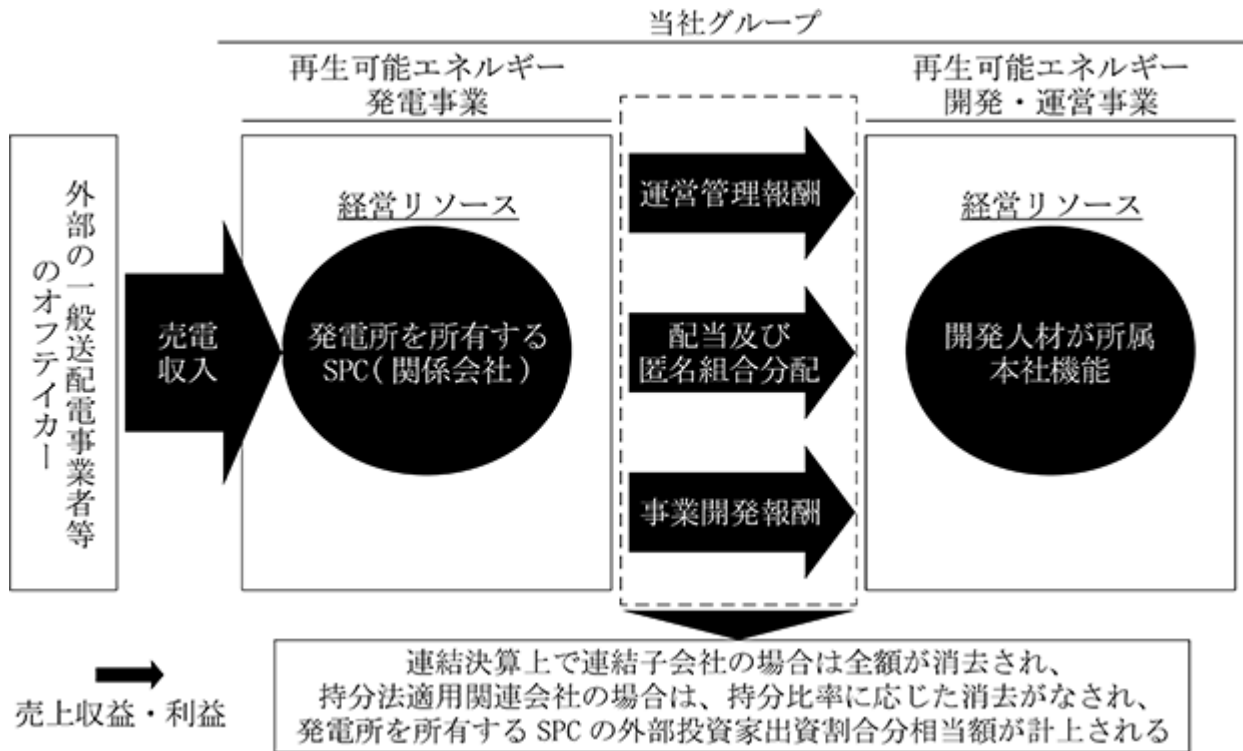 当社グループ
再生可能エネルギー
発電事業
再生可能エネルギー
開発・運営事業
外部の一般送配電事業者等
のオフテイカー
売電
収入
経営リソース
発電所を所有する
SPC(関係会社)
運営管理報酬
配当及び
匿名組合分配
事業開発報酬
経営リソース
開発人材が所属
本社機能
売上収益・利益
連結決算上で連結子会社の場合は全額が消去され、
持分法適用関連会社の場合は、持分比率に応じた消去がなされ、
発電所を所有する SPC の外部投資家出資割合分相当額が計上される